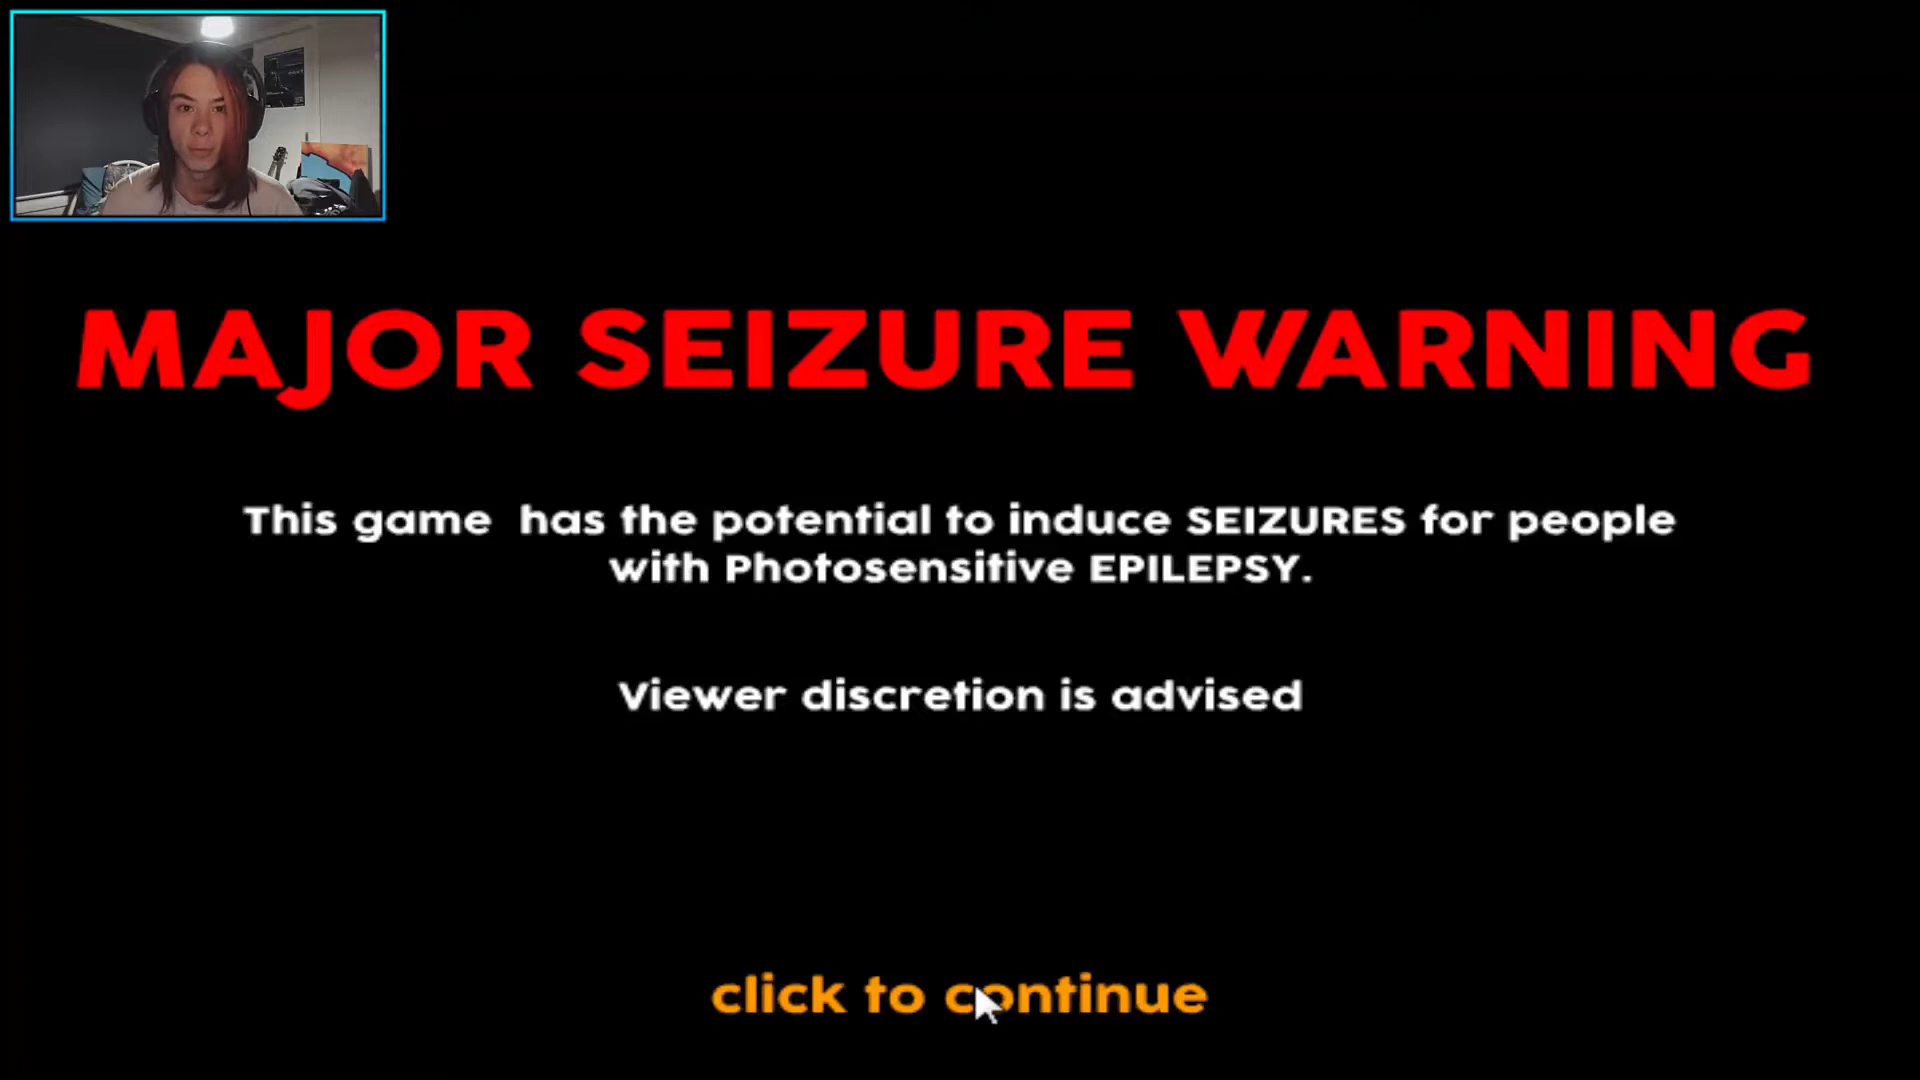 MAJOR SEIZURE WARNING
This game has the potential to induce SEIZURES for people
with Photosensitive EPILEPSY.
Viewer discretion is advised
click to continue